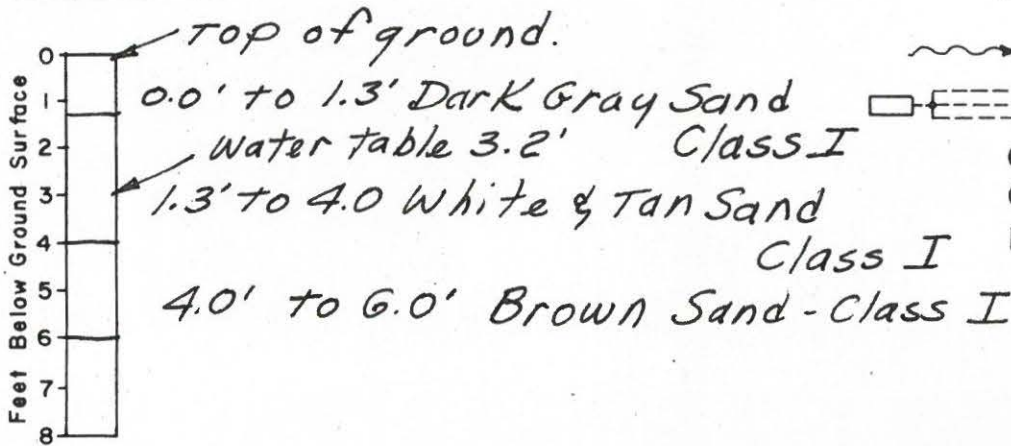 Top of ground.
0.0' to 1.3' Dark Gray Sand
Class I
Water table 3.2'
1.3' to 4.0 White & Tan Sand
Class I
4.0' to 6.0' Brown Sand - Class I
Feet Below Ground Surface
0
1
2
3
4
5
6
7
8